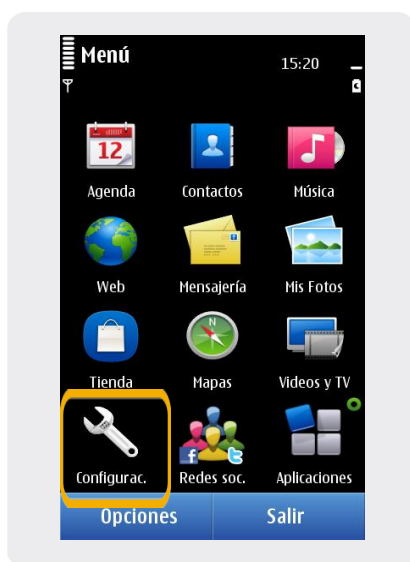 Menú
15:20
12
Agenda Contactos Música
N
Web Mensajería Mis Fotos
Tienda Mapas Videos y TV
f t
Configurac. Redes soc. Aplicaciones
Opciones Salir